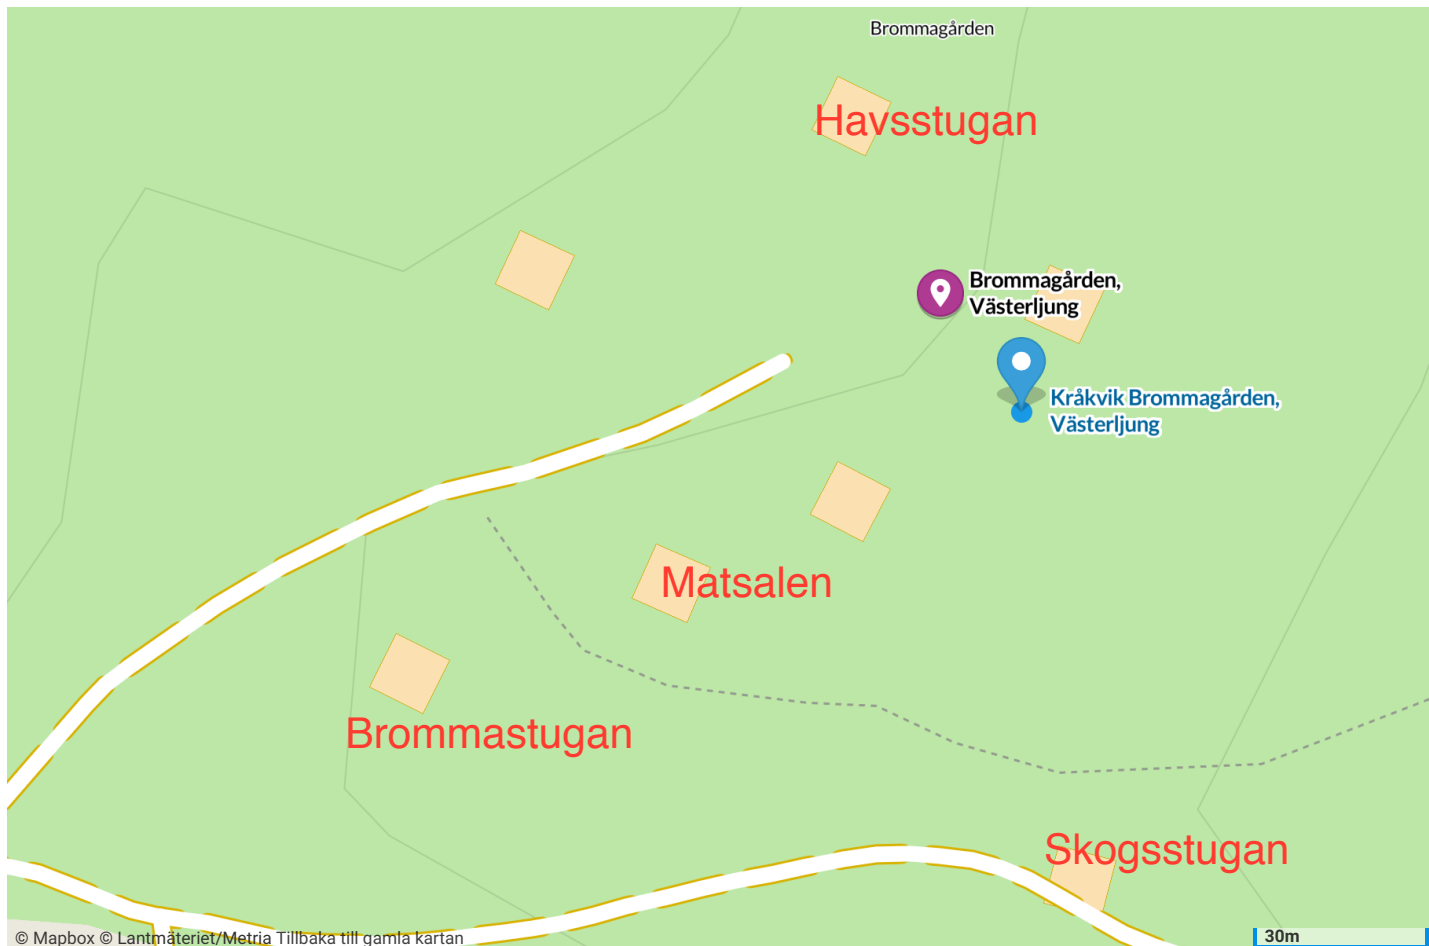 Brommagården
Havsstugan
Brommagården,
Västerljung
Kråkvik Brommagården,
Västerljung
Matsalen
Brommastugan
Skogsstugan
© Mapbox © Lantmäteriet/Metria Tillbaka till gamla kartan
30m